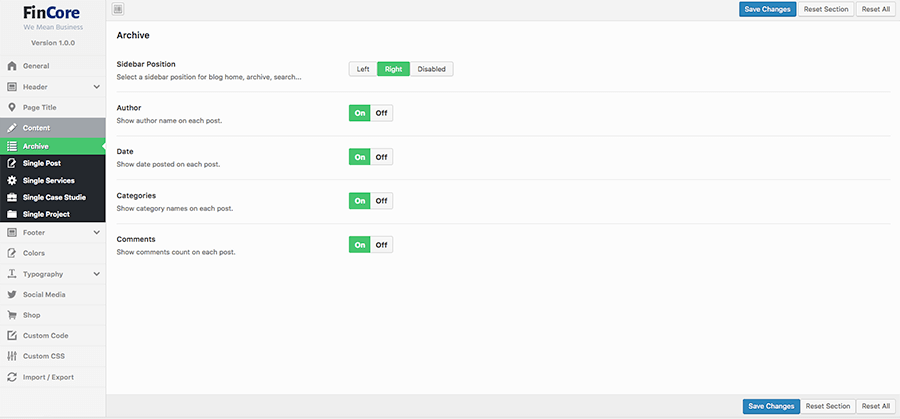 FinCore
We Mean Business
Version 1.0.0
General
Header
Page Title
Content
Archive
Single Post
Single Services
Single Case Studie
Single Project
Footer
Colors
Typography
Social Media
Shop
Custom Code
Custom CSS
Import / Export
Save Changes Reset Section Reset All
Archive
Sidebar Position
Select a sidebar position for blog home, archive, search...
Left Right Disabled
Author
Show author name on each post.
On Off
Date
Show date posted on each post.
On Off
Categories
Show category names on each post.
On Off
Comments
Show comments count on each post.
On Off
Save Changes Reset Section Reset All